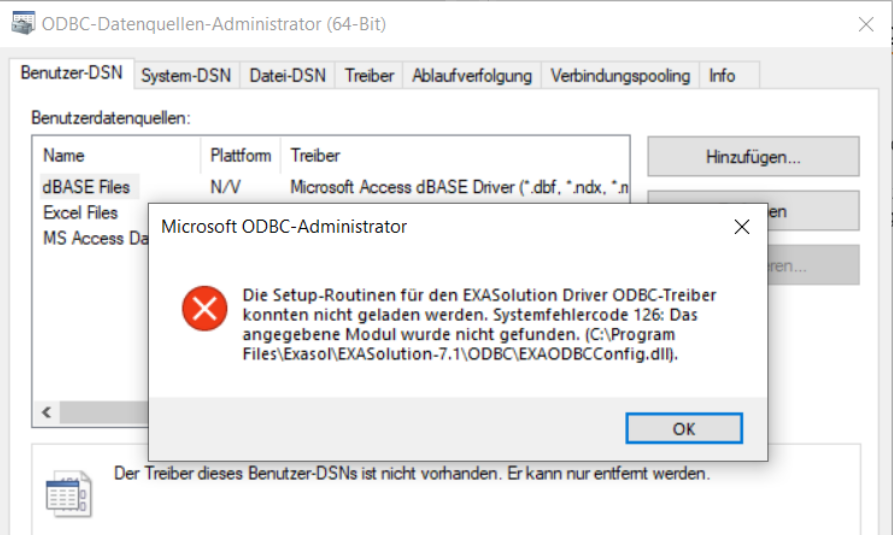 ODBC-Datenquellen-Administrator (64-Bit)
Benutzer-DSN System-DSN Datei-DSN Treiber Ablaufverfolgung Verbindungspooling Info
Benutzerdatenquellen:
Name Plattform Treiber
Hinzufügen...
dBASE Files N/V Microsoft Access dBASE Driver (*.dbf, *.ndx, *.n
Excel Files
MS Access Da
Microsoft ODBC-Administrator
Die Setup-Routinen für den EXASolution Driver ODBC-Treiber
konnten nicht geladen werden. Systemfehlercode 126: Das
angegebene Modul wurde nicht gefunden. (C:\Program
Files\Exasol\EXASolution-7.1\ODBC\EXAODBCConfig.dll).
OK
Der Treiber dieses Benutzer-DSNs ist nicht vorhanden. Er kann nur entfernt werden.